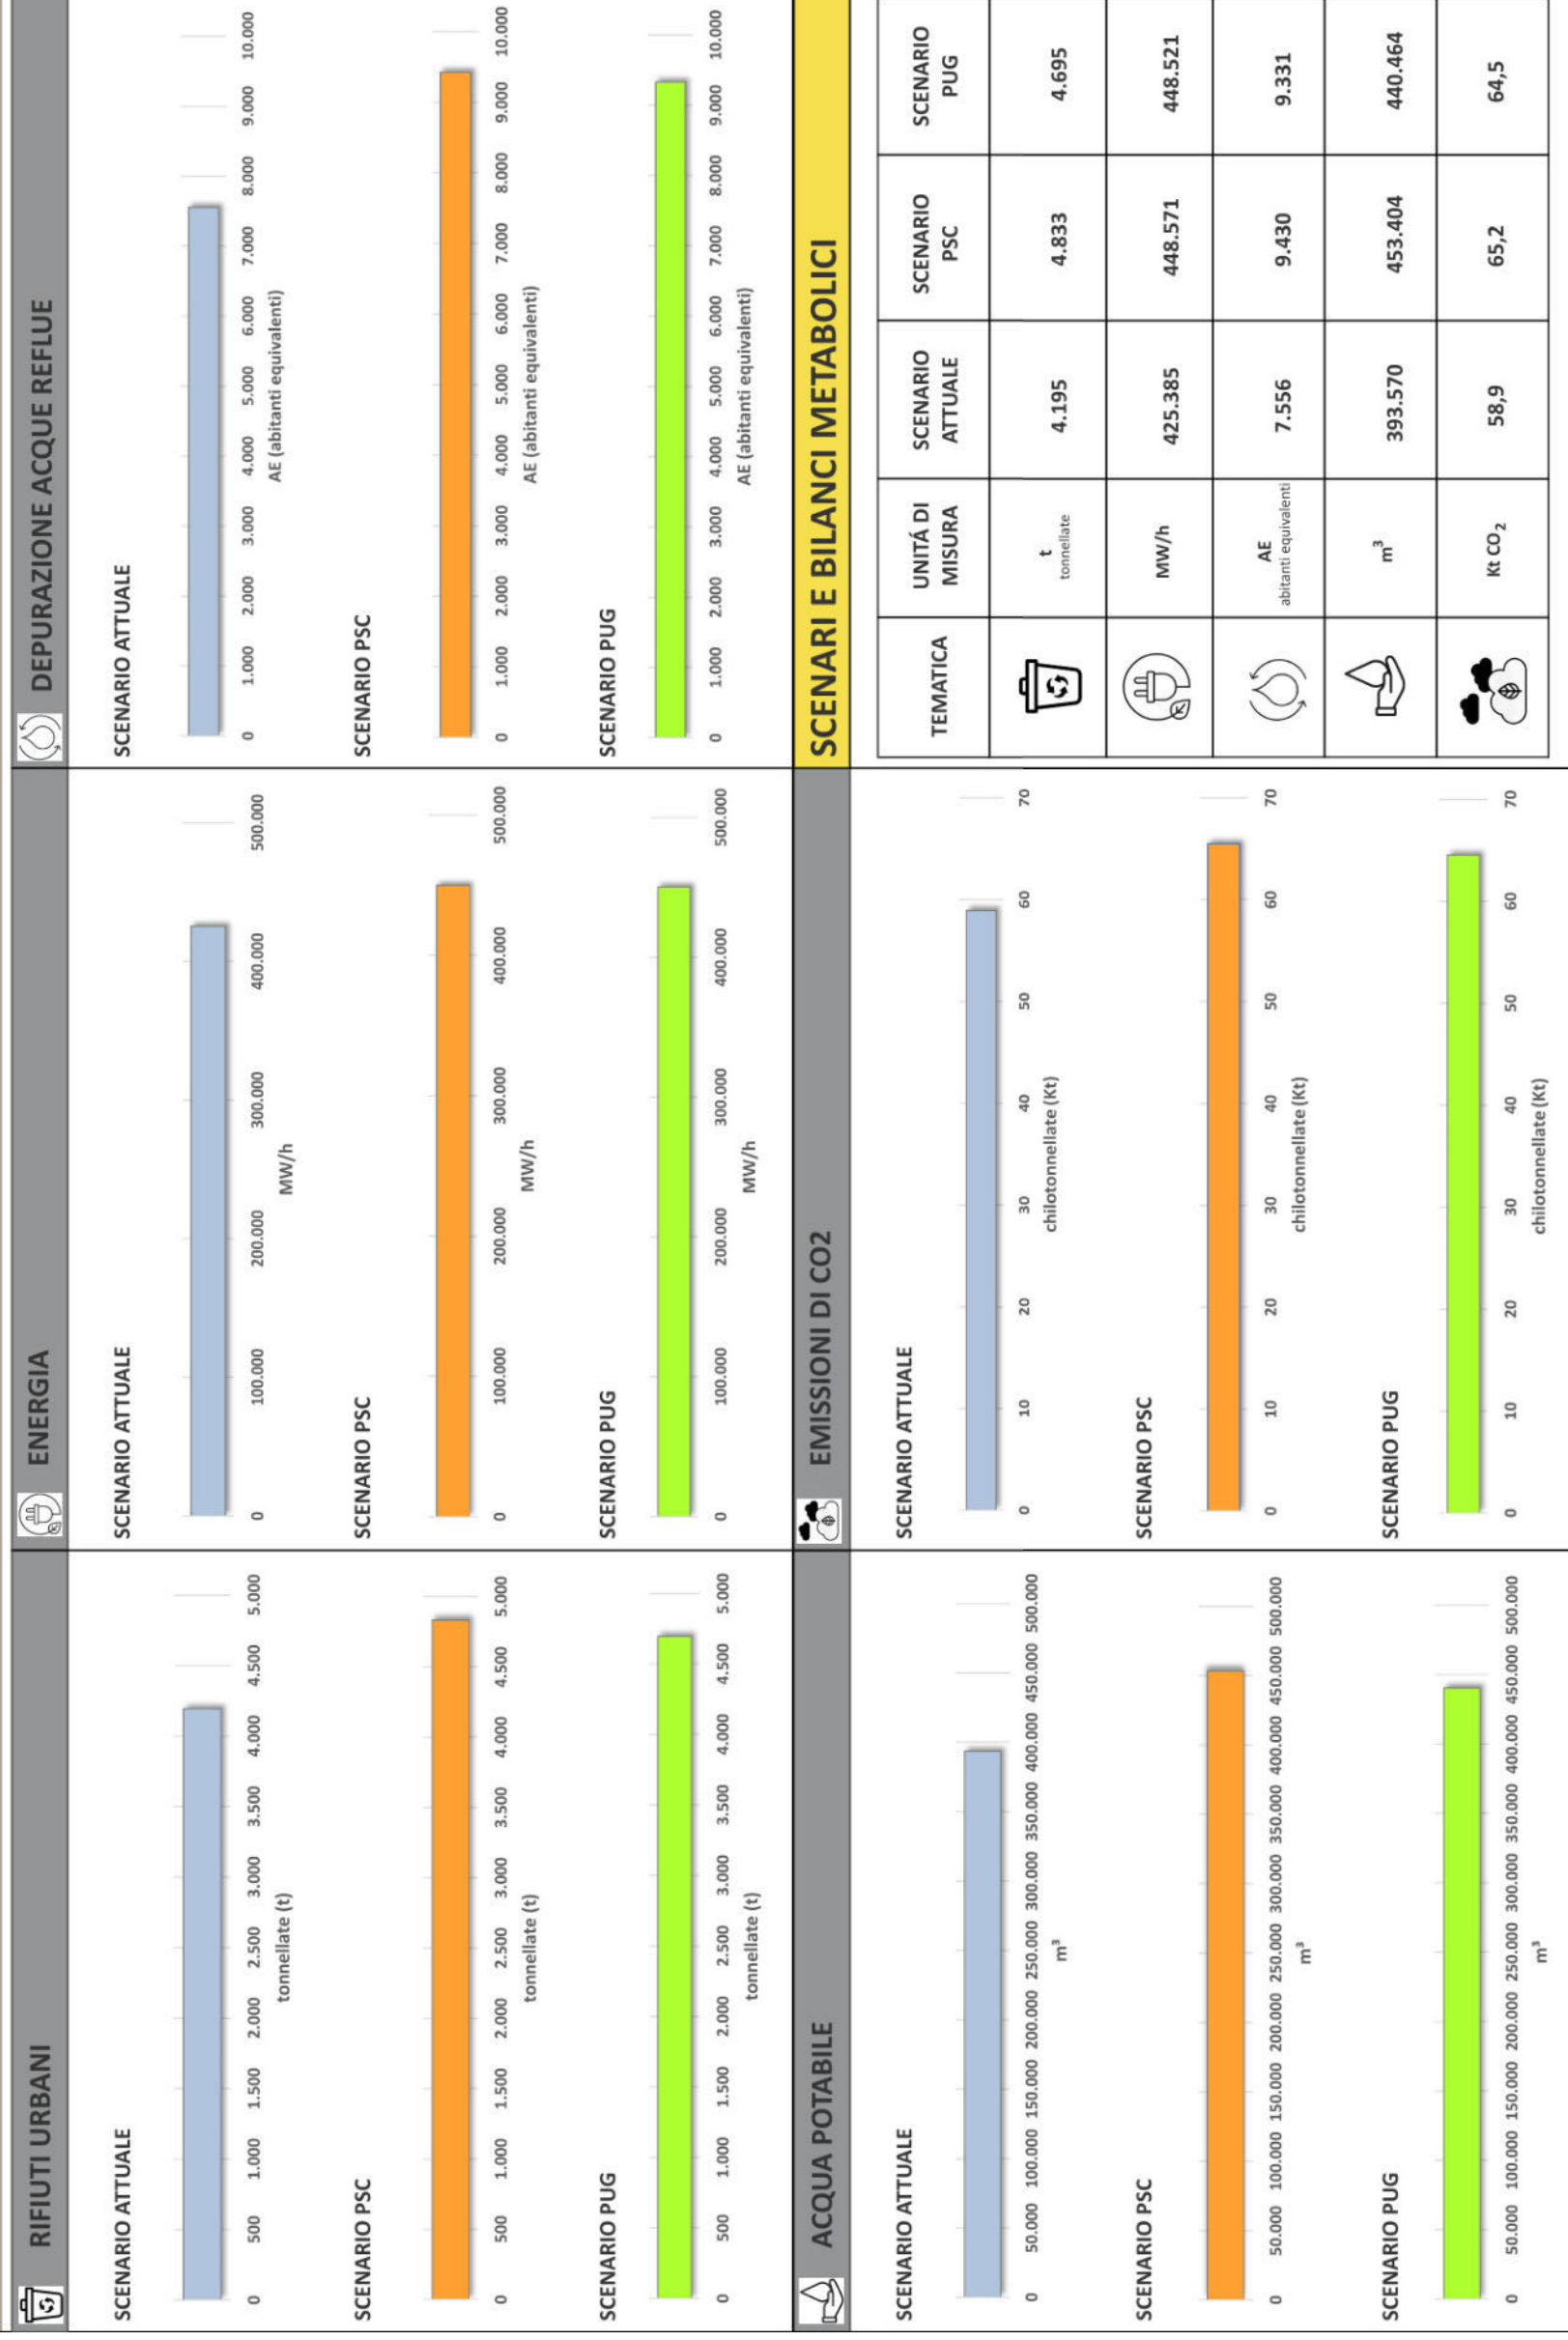 RIFIUTI URBANI
SCENARIO ATTUALE
0 500 1.000 1.500 2.000 2.500 3.000 3.500 4.000 4.500 5.000
tonnellate (t)
SCENARIO PSC
0 500 1.000 1.500 2.000 2.500 3.000 3.500 4.000 4.500 5.000
tonnellate (t)
SCENARIO PUG
0 500 1.000 1.500 2.000 2.500 3.000 3.500 4.000 4.500 5.000
tonnellate (t)
ENERGIA
SCENARIO ATTUALE
0 100.000 200.000 300.000 400.000 500.000
MW/h
SCENARIO PSC
0 100.000 200.000 300.000 400.000 500.000
MW/h
SCENARIO PUG
0 100.000 200.000 300.000 400.000 500.000
MW/h
DEPURAZIONE ACQUE REFLUE
SCENARIO ATTUALE
0 1.000 2.000 3.000 4.000 5.000 6.000 7.000 8.000 9.000 10.000
AE (abitanti equivalenti)
SCENARIO PSC
0 1.000 2.000 3.000 4.000 5.000 6.000 7.000 8.000 9.000 10.000
AE (abitanti equivalenti)
SCENARIO PUG
0 1.000 2.000 3.000 4.000 5.000 6.000 7.000 8.000 9.000 10.000
AE (abitanti equivalenti)
ACQUA POTABILE
SCENARIO ATTUALE
0 50.000 100.000 150.000 200.000 250.000 300.000 350.000 400.000 450.000 500.000
m³
SCENARIO PSC
0 50.000 100.000 150.000 200.000 250.000 300.000 350.000 400.000 450.000 500.000
m³
SCENARIO PUG
0 50.000 100.000 150.000 200.000 250.000 300.000 350.000 400.000 450.000 500.000
m³
EMISSIONI DI CO2
SCENARIO ATTUALE
0 10 20 30 40 50 60 70
chilotonnellate (Kt)
SCENARIO PSC
0 10 20 30 40 50 60 70
chilotonnellate (Kt)
SCENARIO PUG
0 10 20 30 40 50 60 70
chilotonnellate (Kt)
SCENARI E BILANCI METABOLICI
TEMATICA UNITÁ DI MISURA SCENARIO ATTUALE SCENARIO PSC SCENARIO PUG
t tonnellate 4.195 4.833 4.695
MW/h 425.385 448.571 448.521
AE abitanti equivalenti 7.556 9.430 9.331
m³ 393.570 453.404 440.464
Kt CO₂ 58,9 65,2 64,5